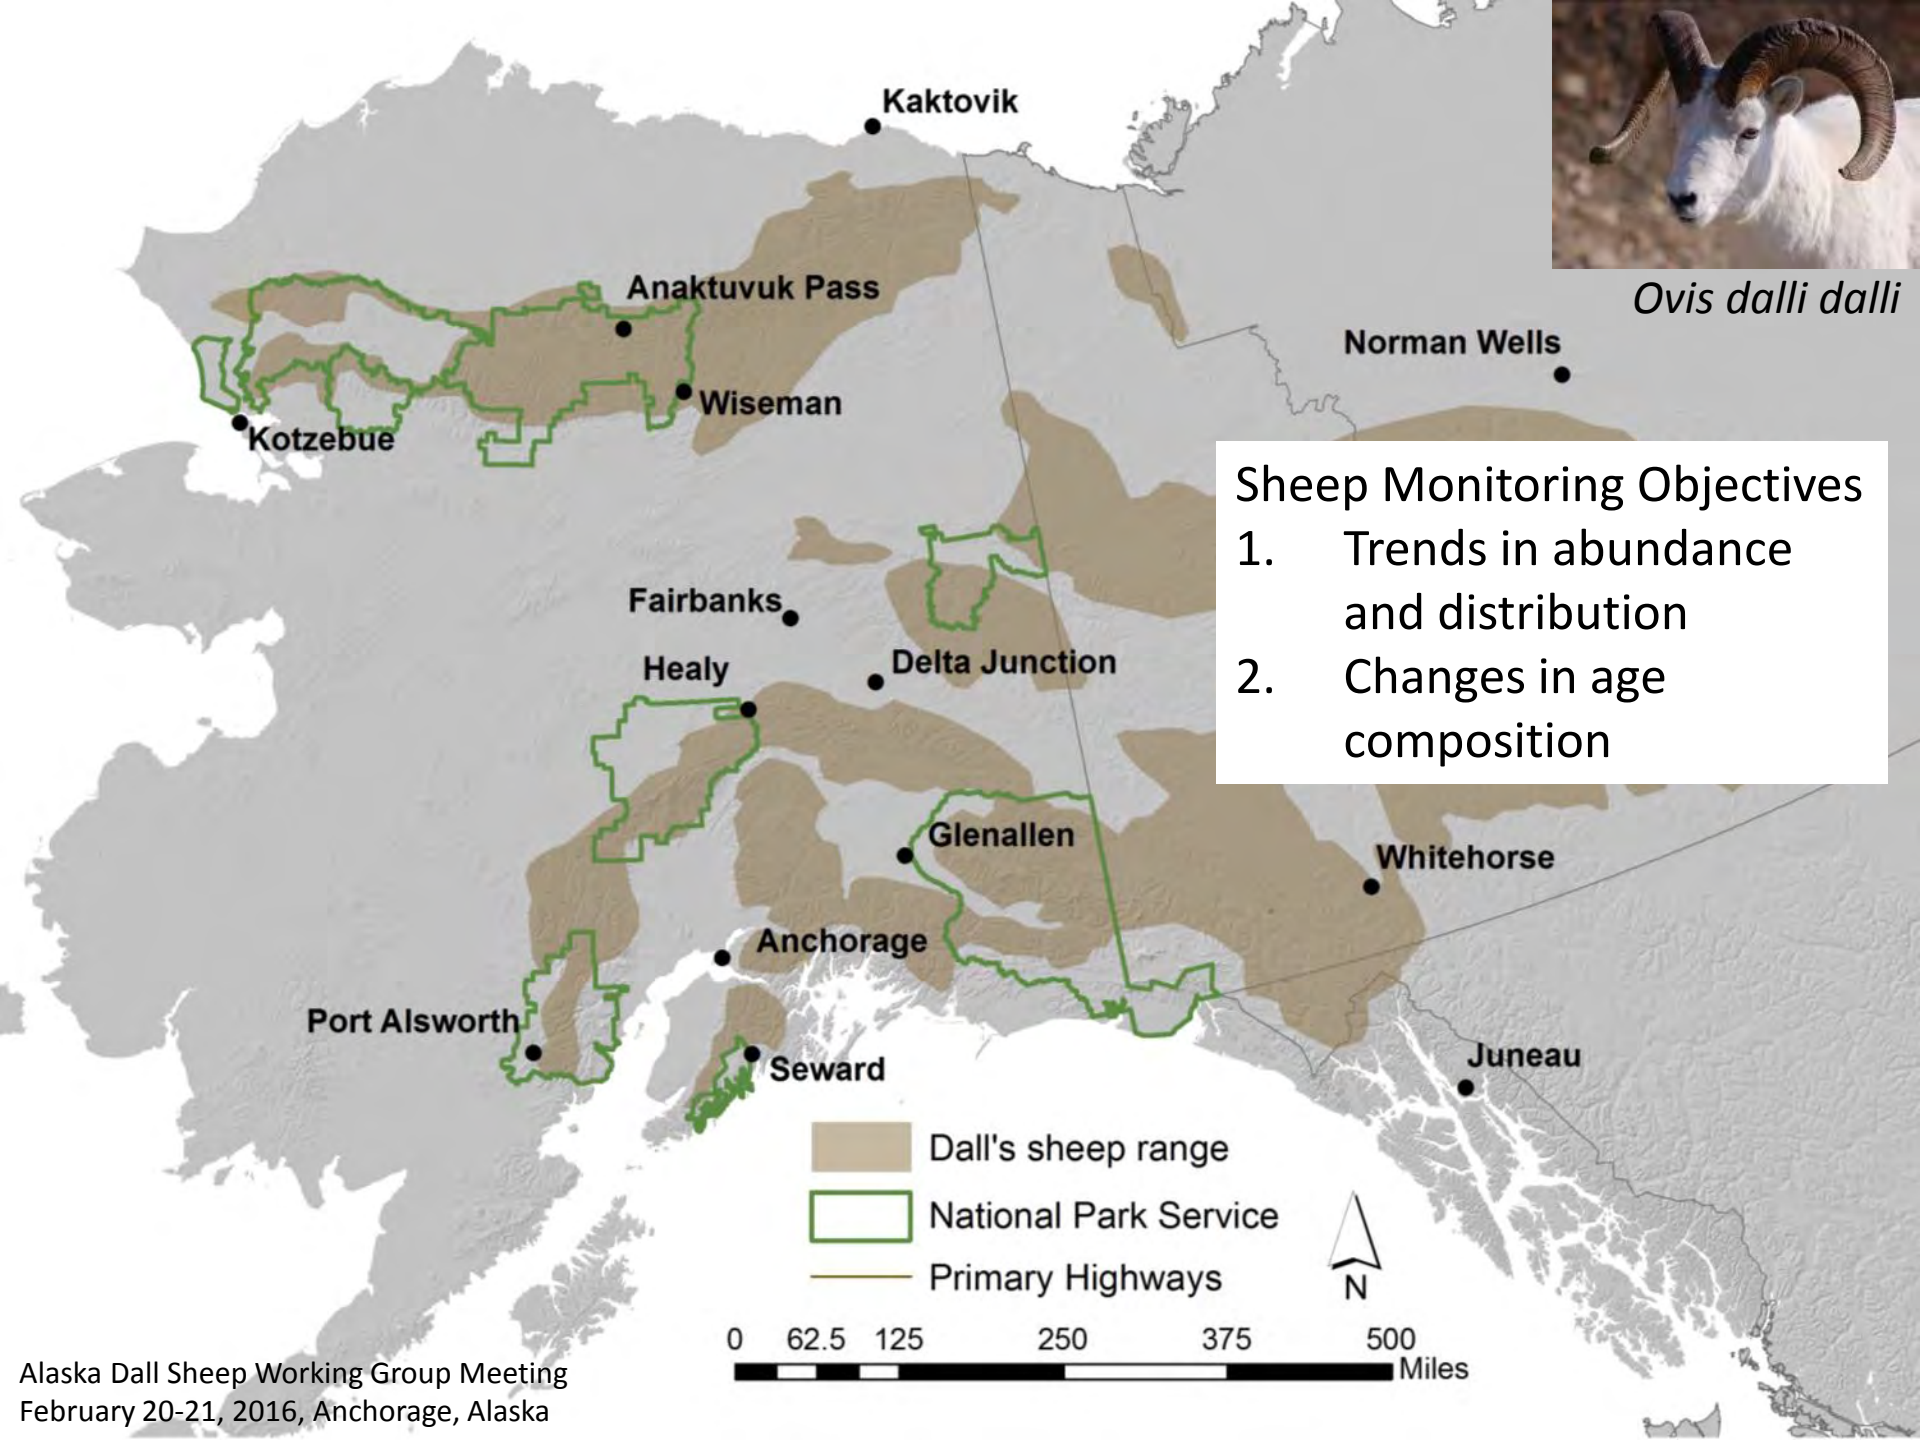 Kaktovik
Ovis dalli dalli
Anaktuvuk Pass
Norman Wells
Wiseman
Kotzebue
Sheep Monitoring Objectives
1. Trends in abundance
and distribution
2. Changes in age
composition
Fairbanks
Healy
Delta Junction
Glenallen
Whitehorse
Anchorage
Port Alsworth
Seward
Juneau
Dall's sheep range
National Park Service
Primary Highways
N
0 62.5 125 250 375 500
Miles
Alaska Dall Sheep Working Group Meeting
February 20-21, 2016, Anchorage, Alaska